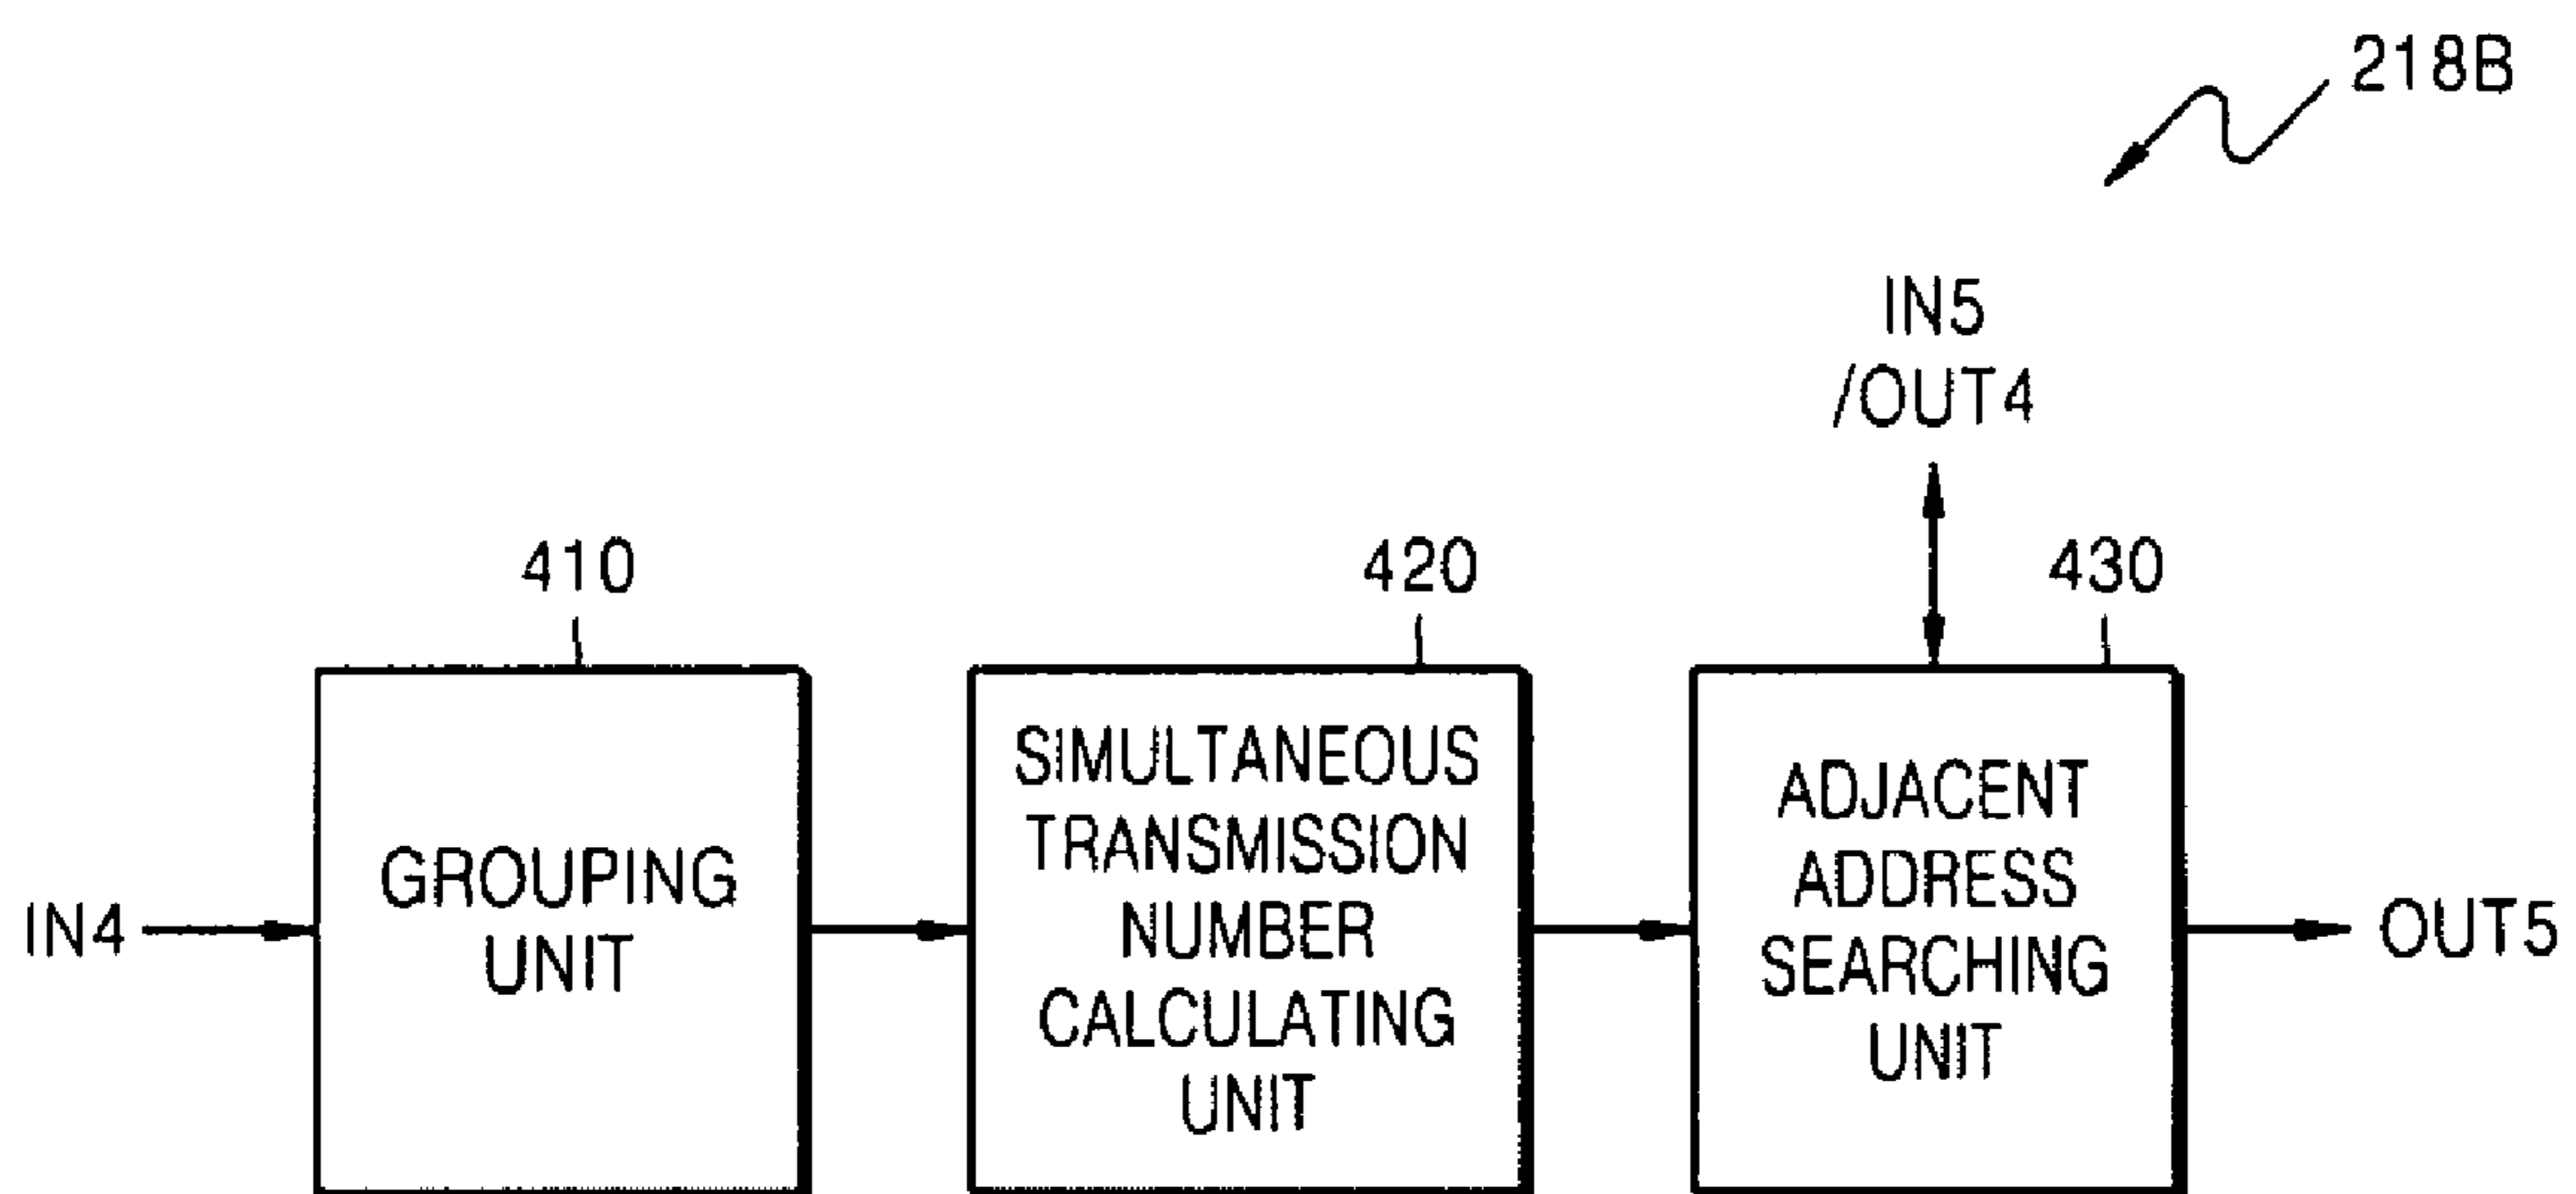 218B
IN5
/OUT4
410
420
430
IN4
GROUPING
UNIT
SIMULTANEOUS
TRANSMISSION
NUMBER
CALCULATING
UNIT
ADJACENT
ADDRESS
SEARCHING
UNIT
OUT5